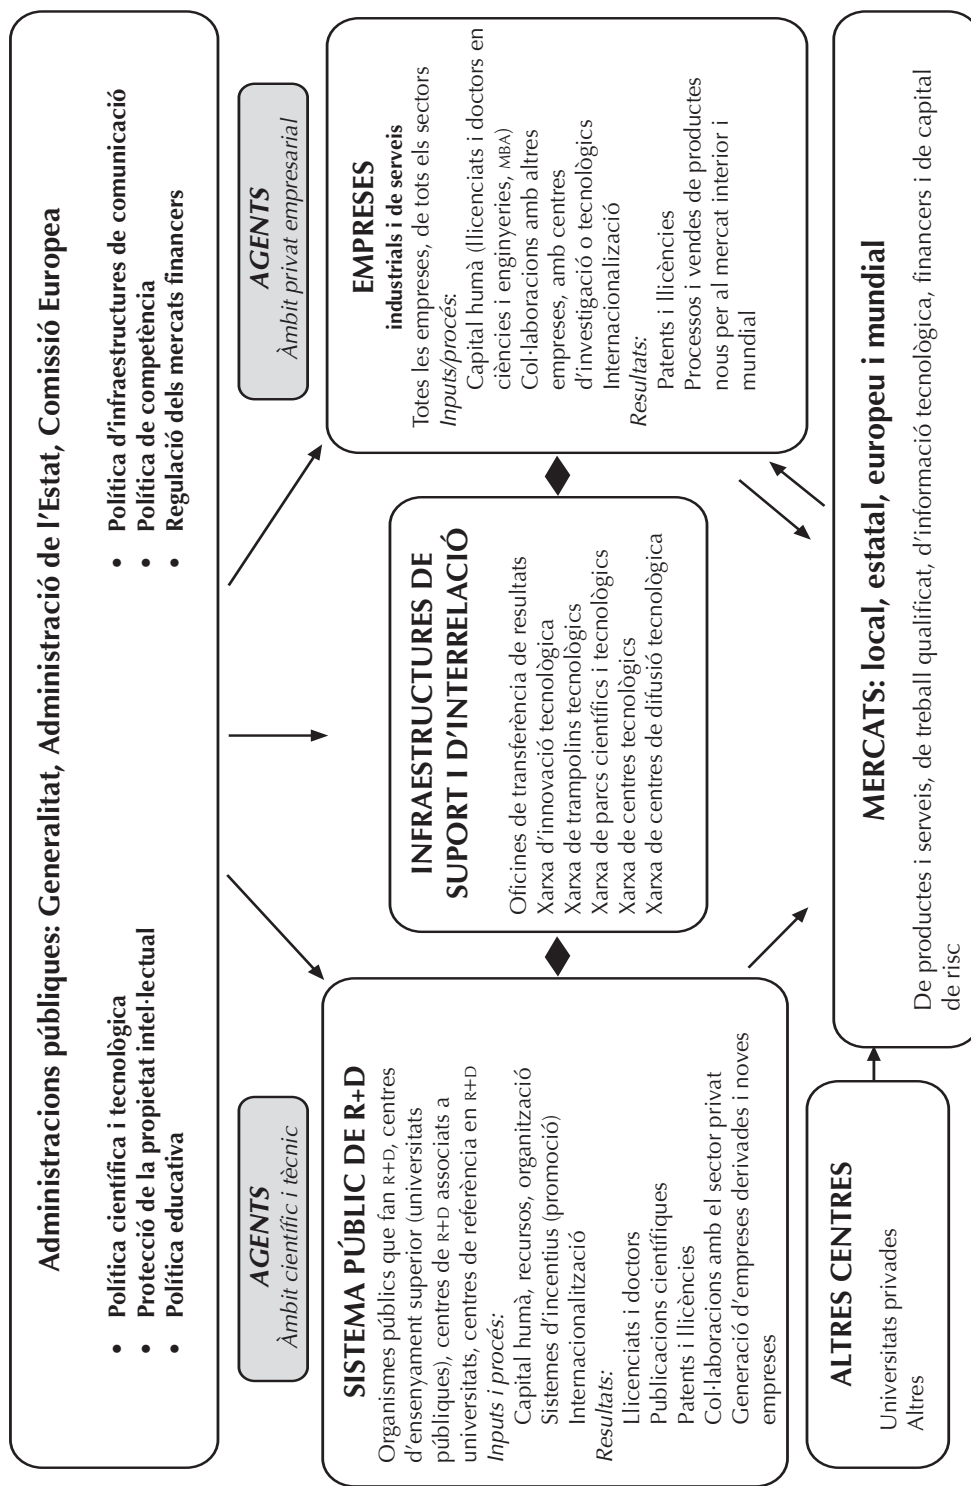 Administracions públiques: Generalitat, Administració de l'Estat, Comissió Europea
• Política científica i tecnològica
• Protecció de la propietat intel·lectual
• Política educativa
• Política d'infraestructures de comunicació
• Política de competència
• Regulació dels mercats financers
AGENTS
Àmbit científic i tècnic
AGENTS
Àmbit privat empresarial
SISTEMA PÚBLIC DE R+D
Organismes públics que fan R+D, centres
d'ensenyament superior (universitats
públiques), centres de R+D associats a
universitats, centres de referència en R+D
Inputs i procés:
Capital humà, recursos, organització
Sistemes d'incentius (promoció)
Internacionalització
Resultats:
Llicenciats i doctors
Publicacions científiques
Patents i llicències
Col·laboracions amb el sector privat
Generació d'empreses derivades i noves
empreses
INFRAESTRUCTURES DE
SUPORT I D'INTERRELACIÓ
Oficines de transferència de resultats
Xarxa d'innovació tecnològica
Xarxa de trampolins tecnològics
Xarxa de parcs científics i tecnològics
Xarxa de centres tecnològics
Xarxa de centres de difusió tecnològica
EMPRESES
industrials i de serveis
Totes les empreses, de tots els sectors
Inputs/procés:
Capital humà (llicenciats i doctors en
ciències i enginyeries, MBA)
Col·laboracions amb altres
empreses, amb centres
d'investigació o tecnològics
Internacionalització
Resultats:
Patents i llicències
Processos i vendes de productes
nous per al mercat interior i
mundial
ALTRES CENTRES
Universitats privades
Altres
MERCATS: local, estatal, europeu i mundial
De productes i serveis, de treball qualificat, d'informació tecnològica, financers i de capital
de risc